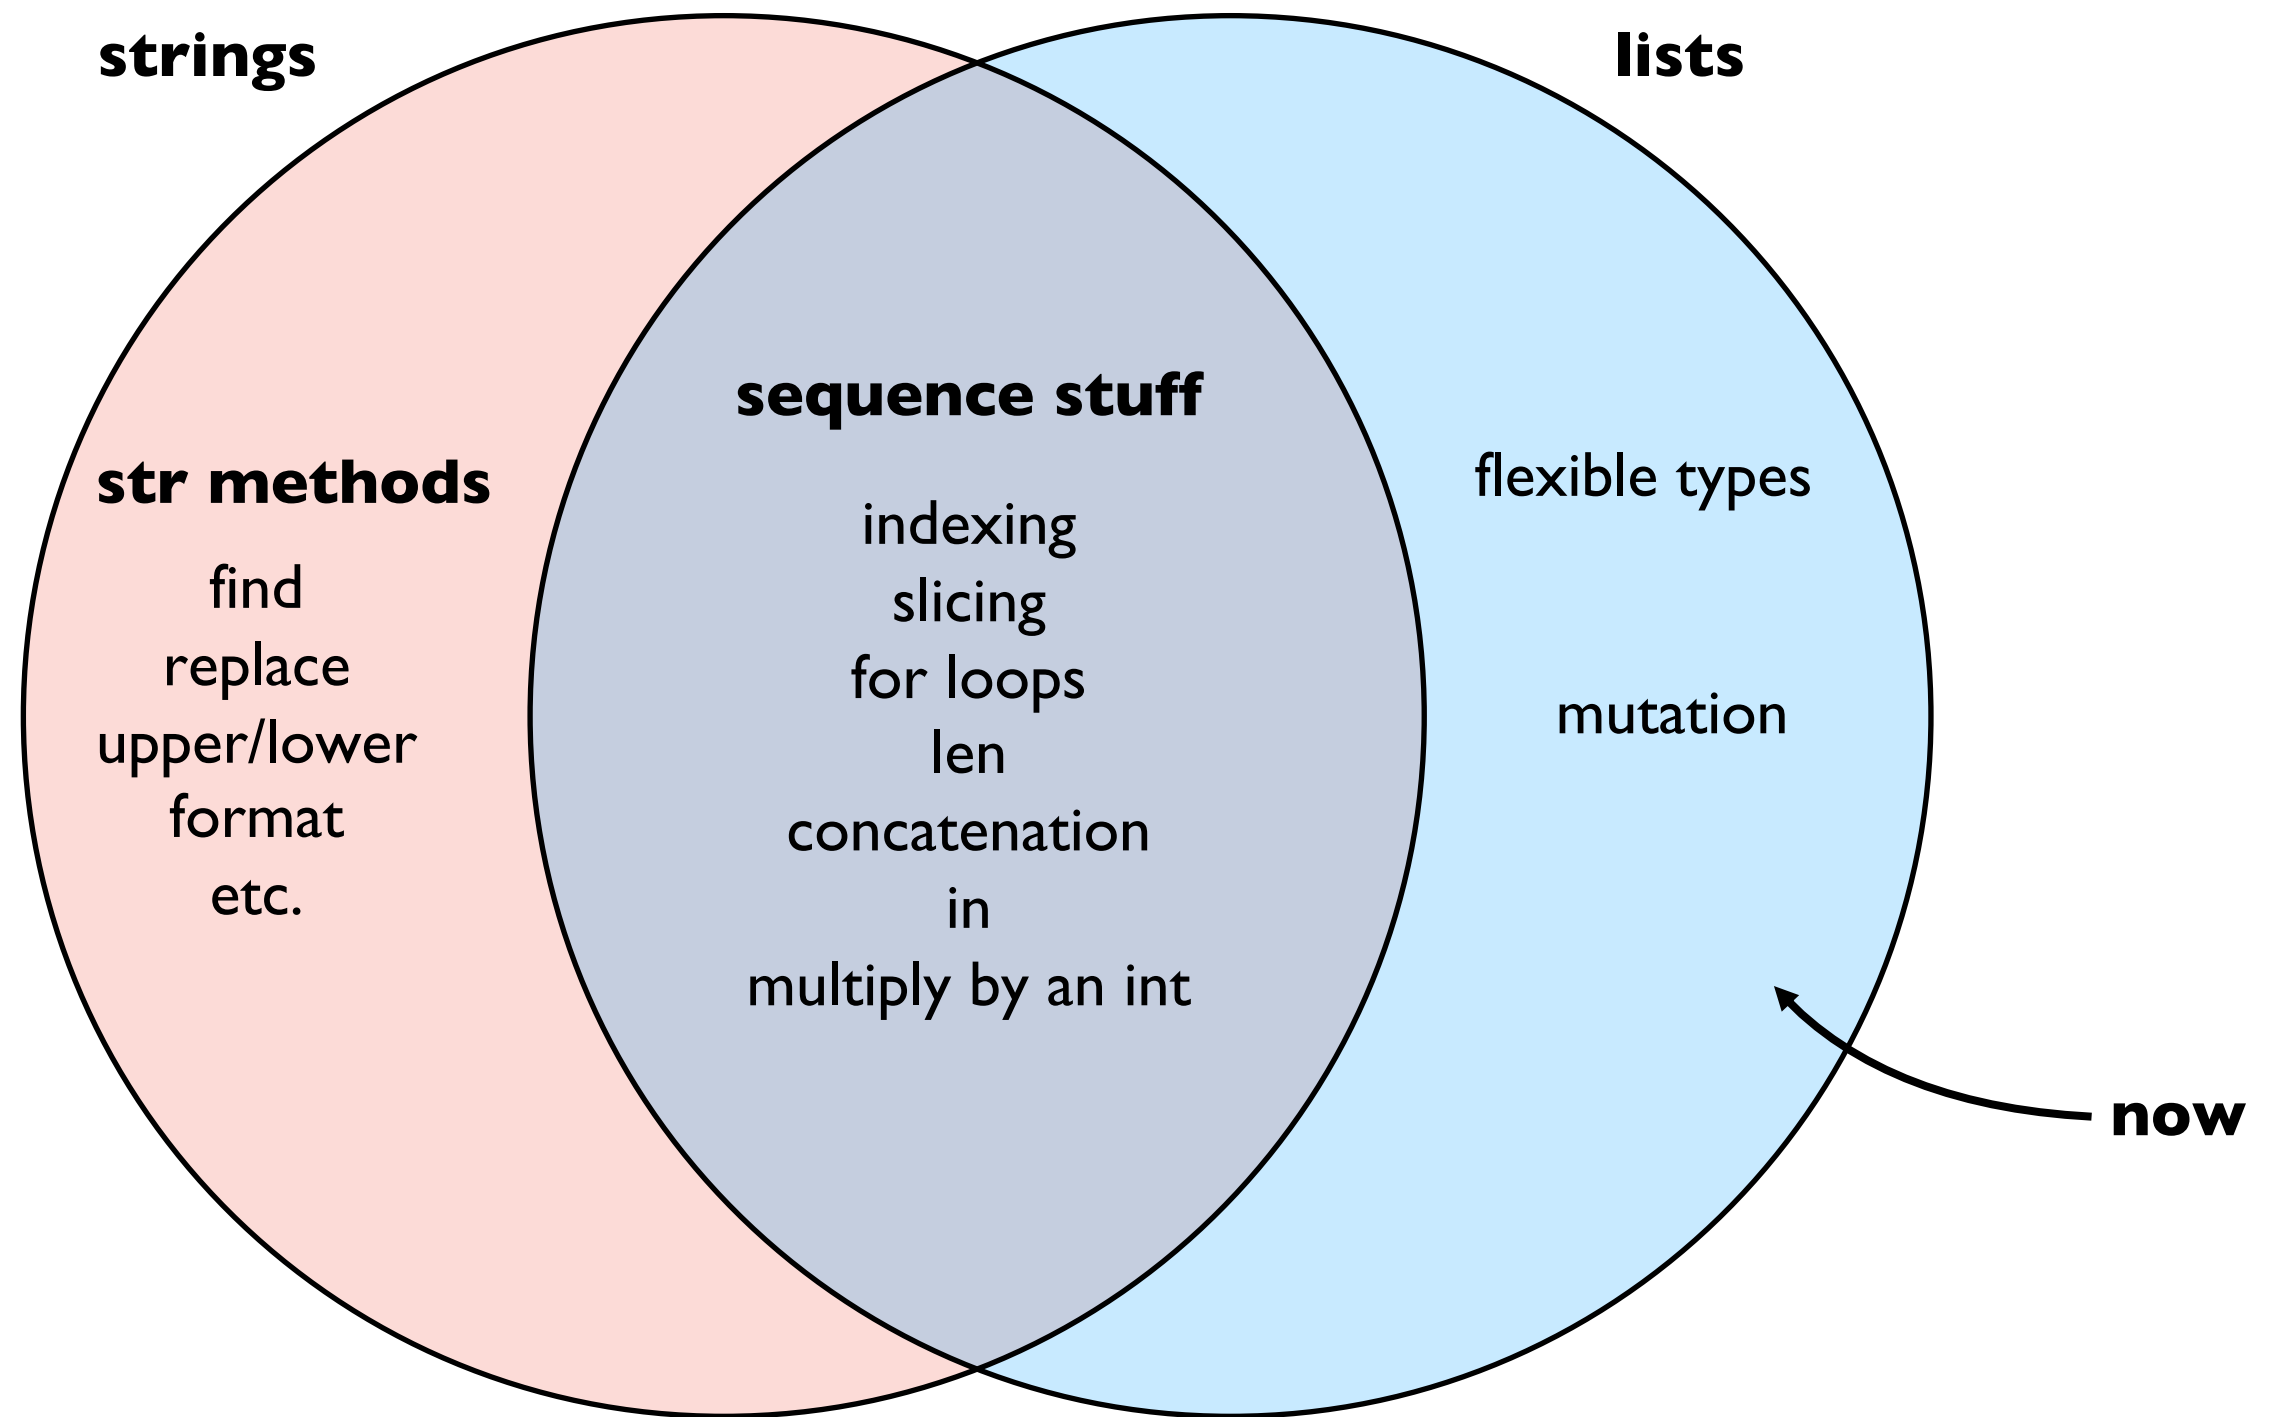 strings
lists
str methods
find
replace
upper/lower
format
etc.
sequence stuff
indexing
slicing
for loops
len
concatenation
in
multiply by an int
flexible types
mutation
now